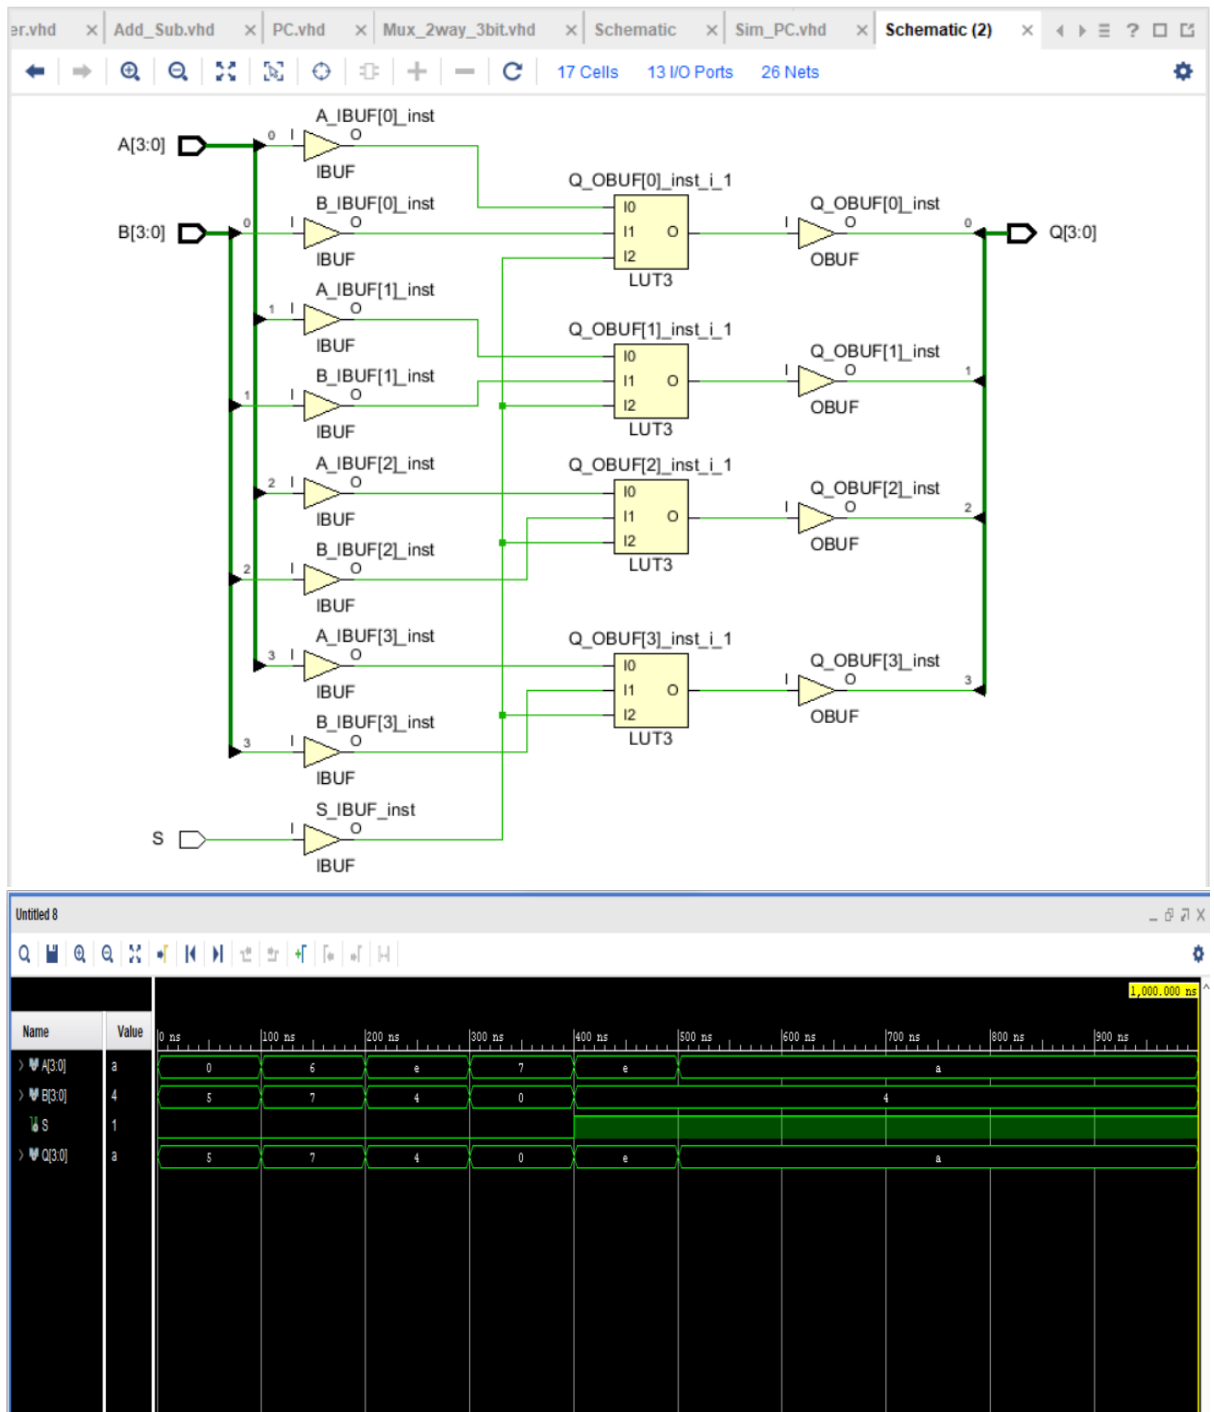 er.vhd Add_Sub.vhd PC.vhd Mux_2way_3bit.vhd Schematic Sim_PC.vhd Schematic (2)
17 Cells 13 I/O Ports 26 Nets
A_IBUF[0]_inst
A[3:0] 0 I O
IBUF
Q_OBUF[0]_inst_i_1
B_IBUF[0]_inst I0 Q_OBUF[0]_inst
B[3:0] 0 I O I1 O I O 0 Q[3:0]
IBUF I2 OBUF
LUT3
A_IBUF[1]_inst
1 I O
IBUF
Q_OBUF[1]_inst_i_1
I0 Q_OBUF[1]_inst
B_IBUF[1]_inst I1 O I O 1
1 I O I2 OBUF
IBUF LUT3
A_IBUF[2]_inst Q_OBUF[2]_inst_i_1
2 I O I0 Q_OBUF[2]_inst
IBUF I1 O I O 2
B_IBUF[2]_inst I2 OBUF
2 I O LUT3
IBUF
A_IBUF[3]_inst Q_OBUF[3]_inst_i_1
3 I O I0 Q_OBUF[3]_inst
IBUF I1 O I O 3
B_IBUF[3]_inst I2 OBUF
3 I O LUT3
IBUF
S_IBUF_inst
S I O
IBUF
Untitled 8
1,000.000 ns
Name Value 0 ns 100 ns 200 ns 300 ns 400 ns 500 ns 600 ns 700 ns 800 ns 900 ns
A[3:0] a 0 6 e 7 e a
B[3:0] 4 5 7 4 0 4
S 1
Q[3:0] a 5 7 4 0 e a